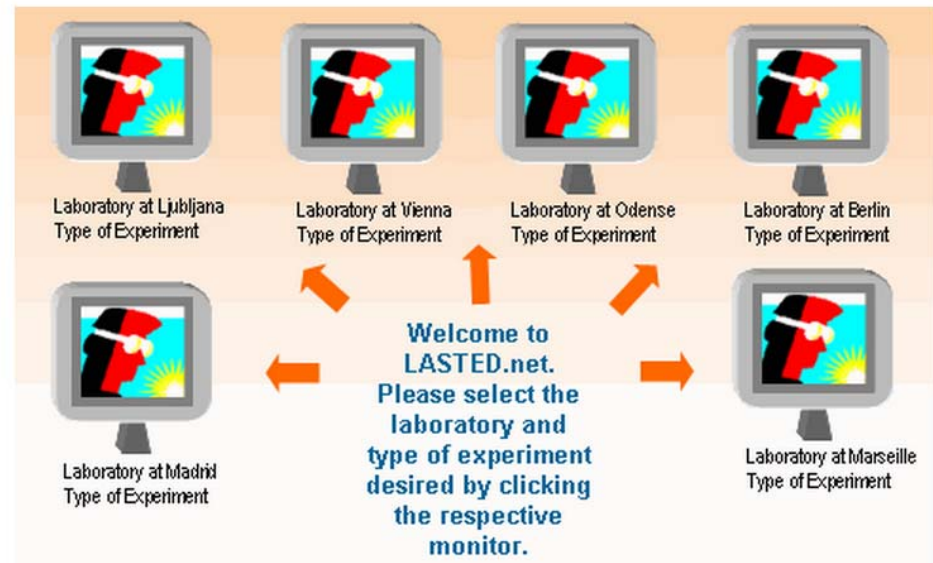 Laboratory at Ljubljana
Type of Experiment
Laboratory at Vienna
Type of Experiment
Laboratory at Odense
Type of Experiment
Laboratory at Berlin
Type of Experiment
Welcome to
LASTED.net.
Please select the
laboratory and
type of experiment
desired by clicking
the respective
monitor.
Laboratory at Madrid
Type of Experiment
Laboratory at Marseille
Type of Experiment